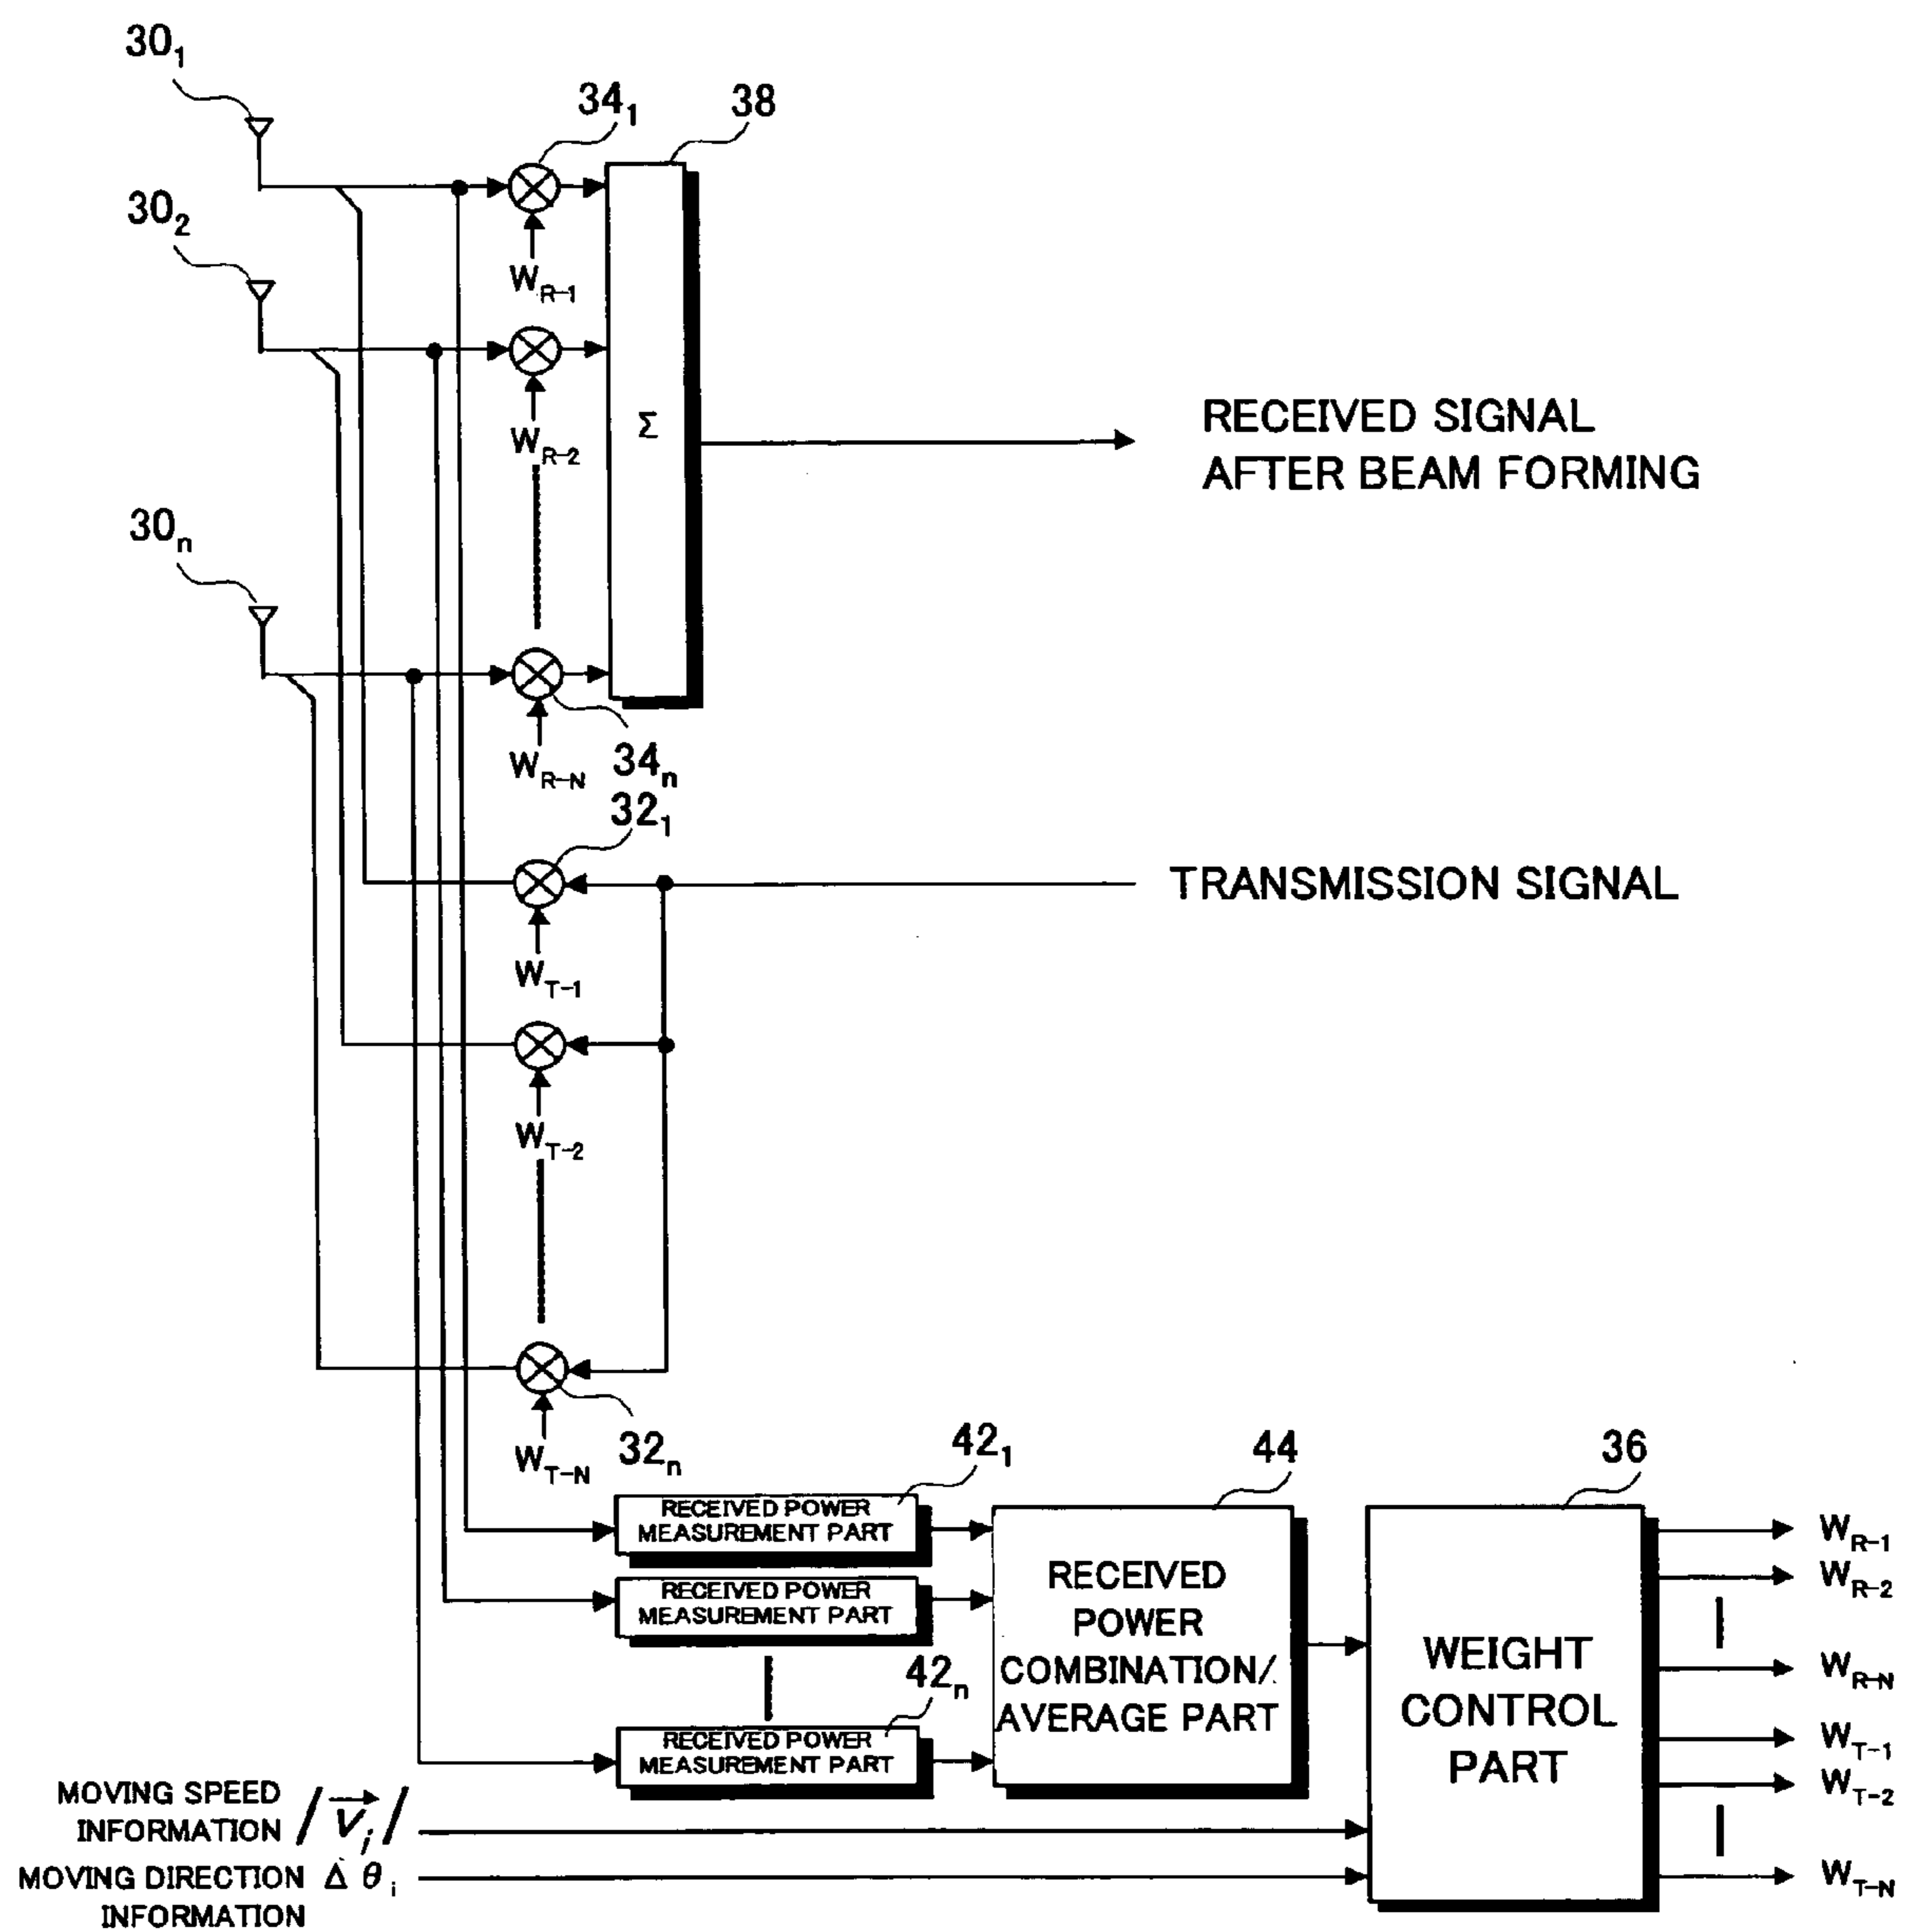 30₁
34₁
38
30₂
W_R-1
30ₙ
W_R-2
Σ
RECEIVED SIGNAL
AFTER BEAM FORMING
W_R-N
34ₙ
32₁
TRANSMISSION SIGNAL
W_T-1
W_T-2
W_T-N
32ₙ
42₁
44
36
RECEIVED POWER
MEASUREMENT PART
RECEIVED POWER
MEASUREMENT PART
42ₙ
RECEIVED POWER
MEASUREMENT PART
RECEIVED
POWER
COMBINATION/
AVERAGE PART
WEIGHT
CONTROL
PART
W_R-1
W_R-2
W_R-N
W_T-1
W_T-2
W_T-N
MOVING SPEED
INFORMATION /v⃗ᵢ/
MOVING DIRECTION Δθᵢ
INFORMATION